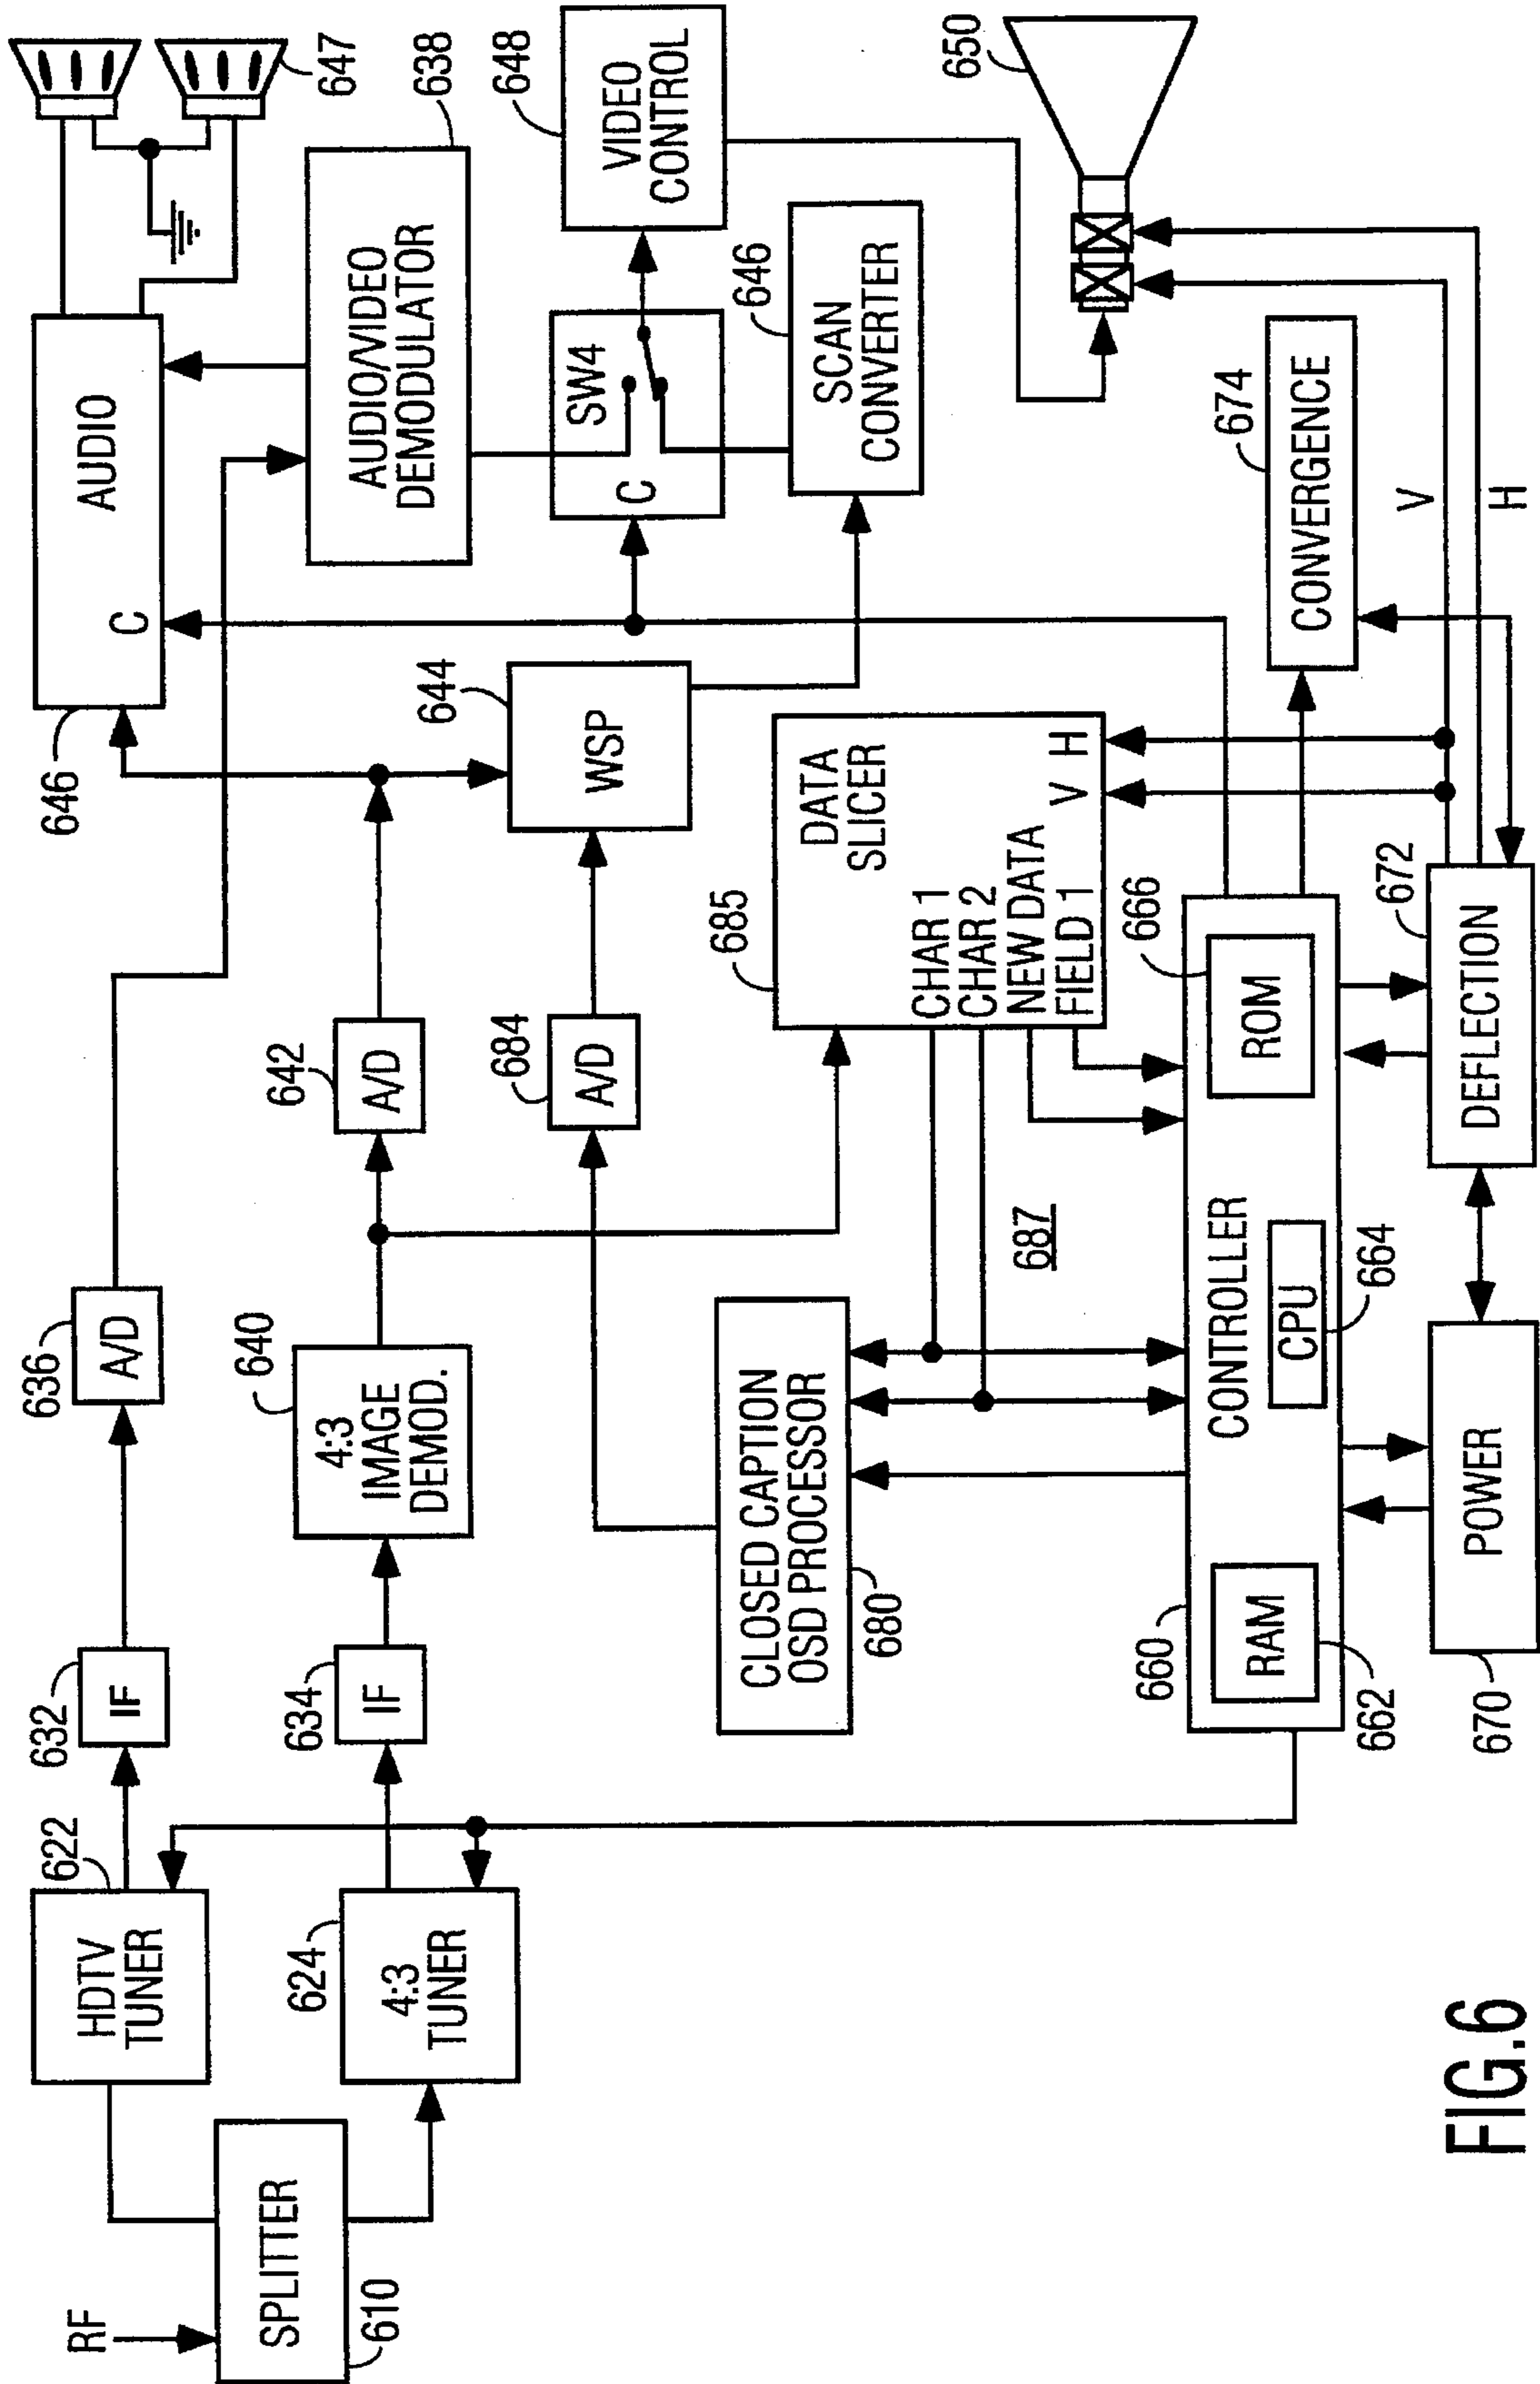 RF
SPLITTER
610
HDTV
TUNER
622
624
4:3
TUNER
632
IF
634
IF
636
A/D
640
4:3
IMAGE
DEMOD.
642
A/D
684
A/D
646
AUDIO
C
647
638
AUDIO/VIDEO
DEMODULATOR
644
WSP
SW4
C
648
VIDEO
CONTROL
646
SCAN
CONVERTER
650
CLOSED CAPTION
OSD PROCESSOR
680
685
DATA
SLICER
CHAR 1
CHAR 2
NEW DATA
FIELD 1
V
H
687
660
CONTROLLER
RAM
662
CPU
664
ROM
666
674
CONVERGENCE
V
H
POWER
670
DEFLECTION
672
FIG.6